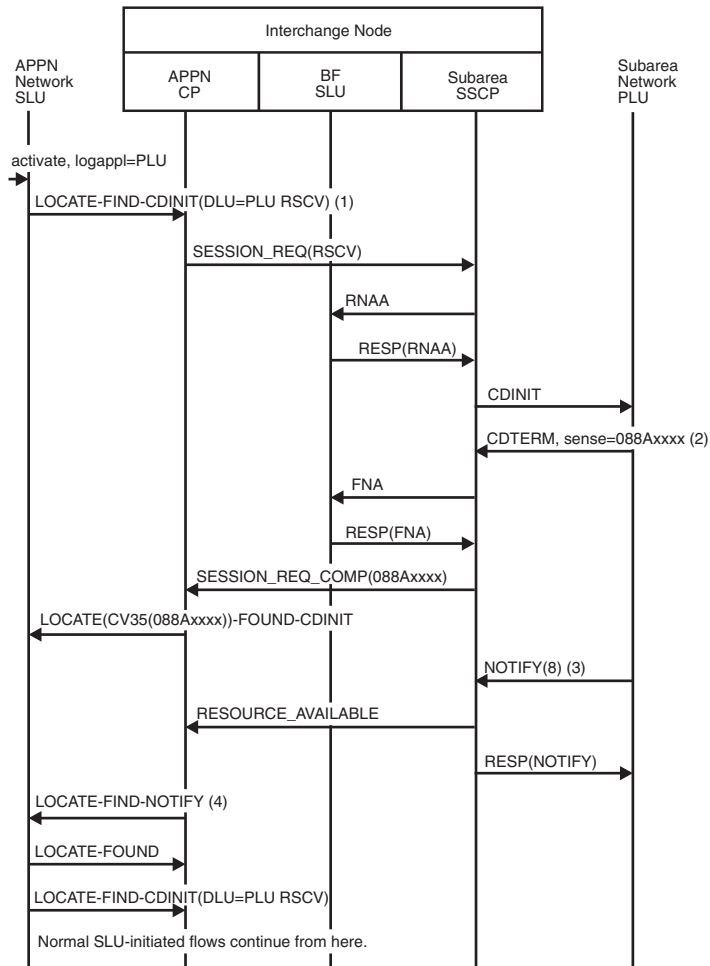 Interchange Node
APPN
Network
SLU
APPN
CP
BF
SLU
Subarea
SSCP
Subarea
Network
PLU
activate, logappl=PLU
LOCATE-FIND-CDINIT(DLU=PLU RSCV) (1)
SESSION_REQ(RSCV)
RNAA
RESP(RNAA)
CDINIT
CDTERM, sense=088Axxxx (2)
FNA
RESP(FNA)
SESSION_REQ_COMP(088Axxxx)
LOCATE(CV35(088Axxxx))-FOUND-CDINIT
NOTIFY(8) (3)
RESOURCE_AVAILABLE
RESP(NOTIFY)
LOCATE-FIND-NOTIFY (4)
LOCATE-FOUND
LOCATE-FIND-CDINIT(DLU=PLU RSCV)
Normal SLU-initiated flows continue from here.